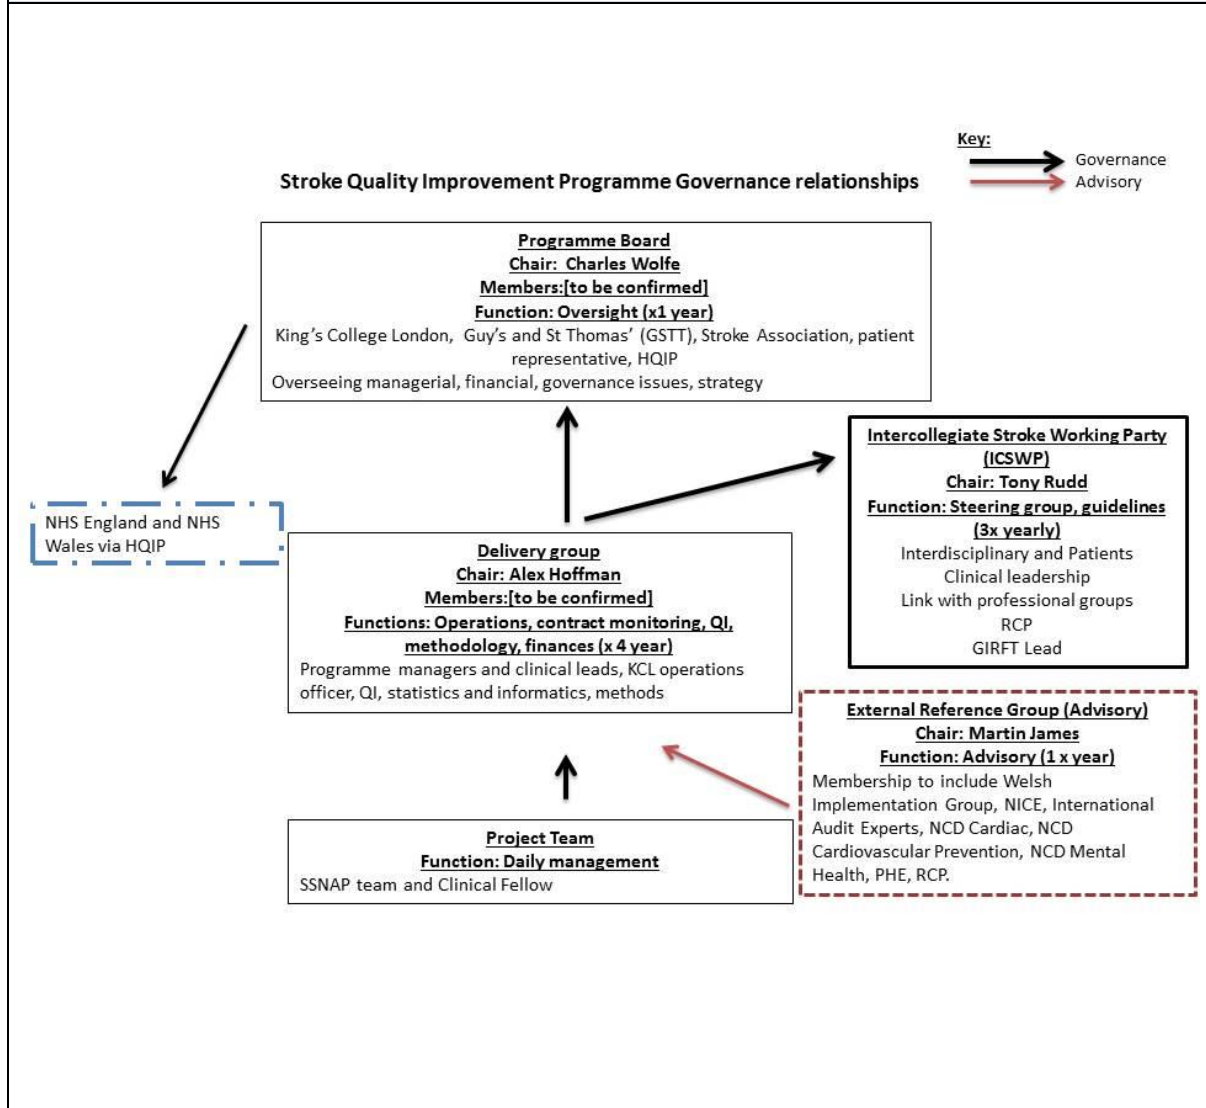 Key:
Governance
Advisory
Stroke Quality Improvement Programme Governance relationships
Programme Board
Chair:  Charles Wolfe
Members:[to be confirmed]
Function: Oversight (x1 year)
King's College London,  Guy's and St Thomas' (GSTT), Stroke Association, patient
representative, HQIP
Overseeing managerial, financial, governance issues, strategy
NHS England and NHS
Wales via HQIP
Intercollegiate Stroke Working Party
(ICSWP)
Chair: Tony Rudd
Function: Steering group, guidelines
(3x yearly)
Interdisciplinary and Patients
Clinical leadership
Link with professional groups
RCP
GIRFT Lead
Delivery group
Chair: Alex Hoffman
Members:[to be confirmed]
Functions: Operations, contract monitoring, QI,
methodology, finances (x 4 year)
Programme managers and clinical leads, KCL operations
officer, QI, statistics and informatics, methods
External Reference Group (Advisory)
Chair: Martin James
Function: Advisory (1 x year)
Membership to include Welsh
Implementation Group, NICE, International
Audit Experts, NCD Cardiac, NCD
Cardiovascular Prevention, NCD Mental
Health, PHE, RCP.
Project Team
Function: Daily management
SSNAP team and Clinical Fellow